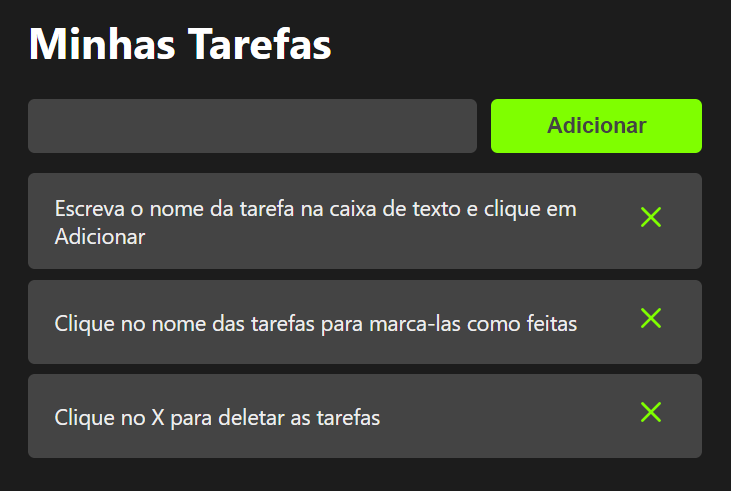 Minhas Tarefas
Adicionar
Escreva o nome da tarefa na caixa de texto e clique em
Adicionar
Clique no nome das tarefas para marca-las como feitas
Clique no X para deletar as tarefas